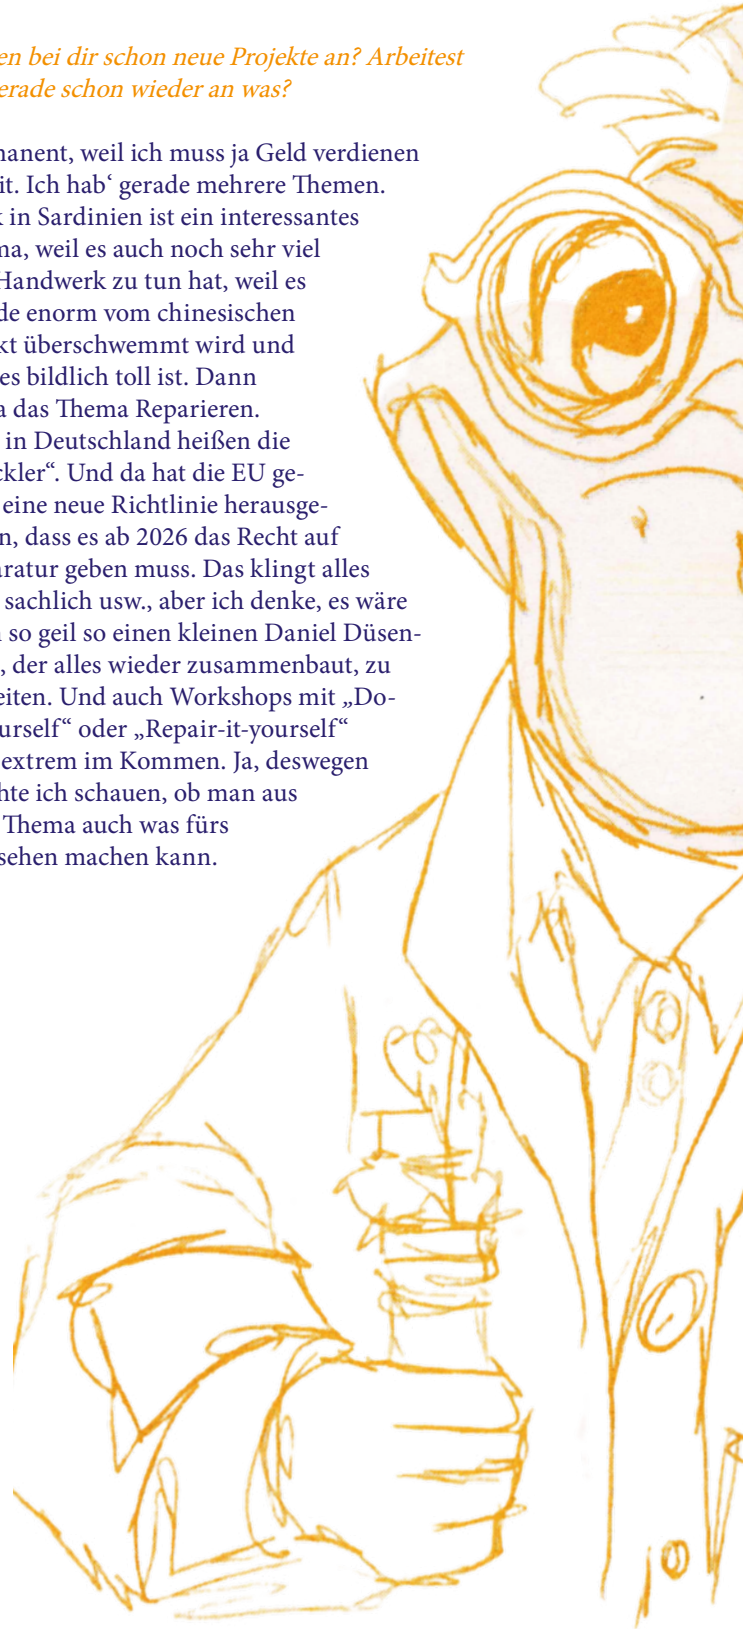 en bei dir schon neue Projekte an? Arbeitest
erade schon wieder an was?
nanent, weil ich muss ja Geld verdienen
it. Ich hab‘ gerade mehrere Themen.
k in Sardinien ist ein interessantes
ma, weil es auch noch sehr viel
Handwerk zu tun hat, weil es
de enorm vom chinesischen
kt überschwemmt wird und
es bildlich toll ist. Dann
a das Thema Reparieren.
in Deutschland heißen die
ckler“. Und da hat die EU ge-
eine neue Richtlinie herausge-
n, dass es ab 2026 das Recht auf
aratur geben muss. Das klingt alles
sachlich usw., aber ich denke, es wäre
n so geil so einen kleinen Daniel Düsen-
, der alles wieder zusammenbaut, zu
eiten. Und auch Workshops mit „Do-
urself“ oder „Repair-it-yourself“
extrem im Kommen. Ja, deswegen
hte ich schauen, ob man aus
Thema auch was fürs
sehen machen kann.